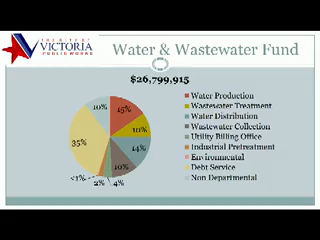 THE CITY OF
VICTORIA
PUBLIC WORKS
Water & Wastewater Fund
$26,799,915
10%
15%
10%
14%
10%
4%
2%
<1%
35%
Water Production
Wastewater Treatment
Water Distribution
Wastewater Collection
Utility Billing Office
Industrial Pretreatment
Environmental
Debt Service
Non Departmental